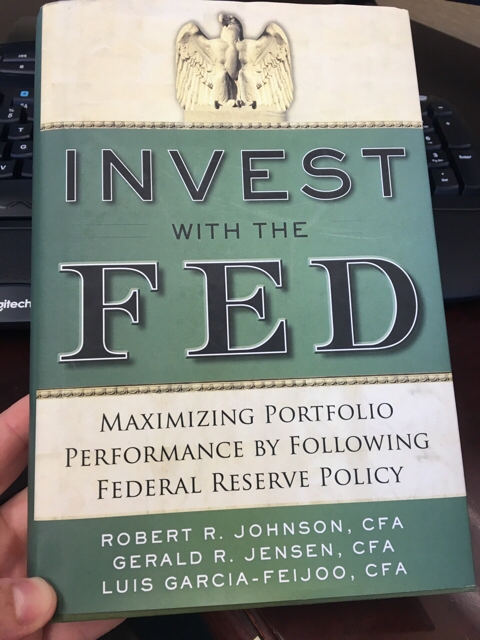 INVEST
WITH THE
FED
MAXIMIZING PORTFOLIO
PERFORMANCE BY FOLLOWING
FEDERAL RESERVE POLICY
ROBERT R. JOHNSON, CFA
GERALD R. JENSEN, CFA
LUIS GARCIA-FEIJOO, CFA
gitech